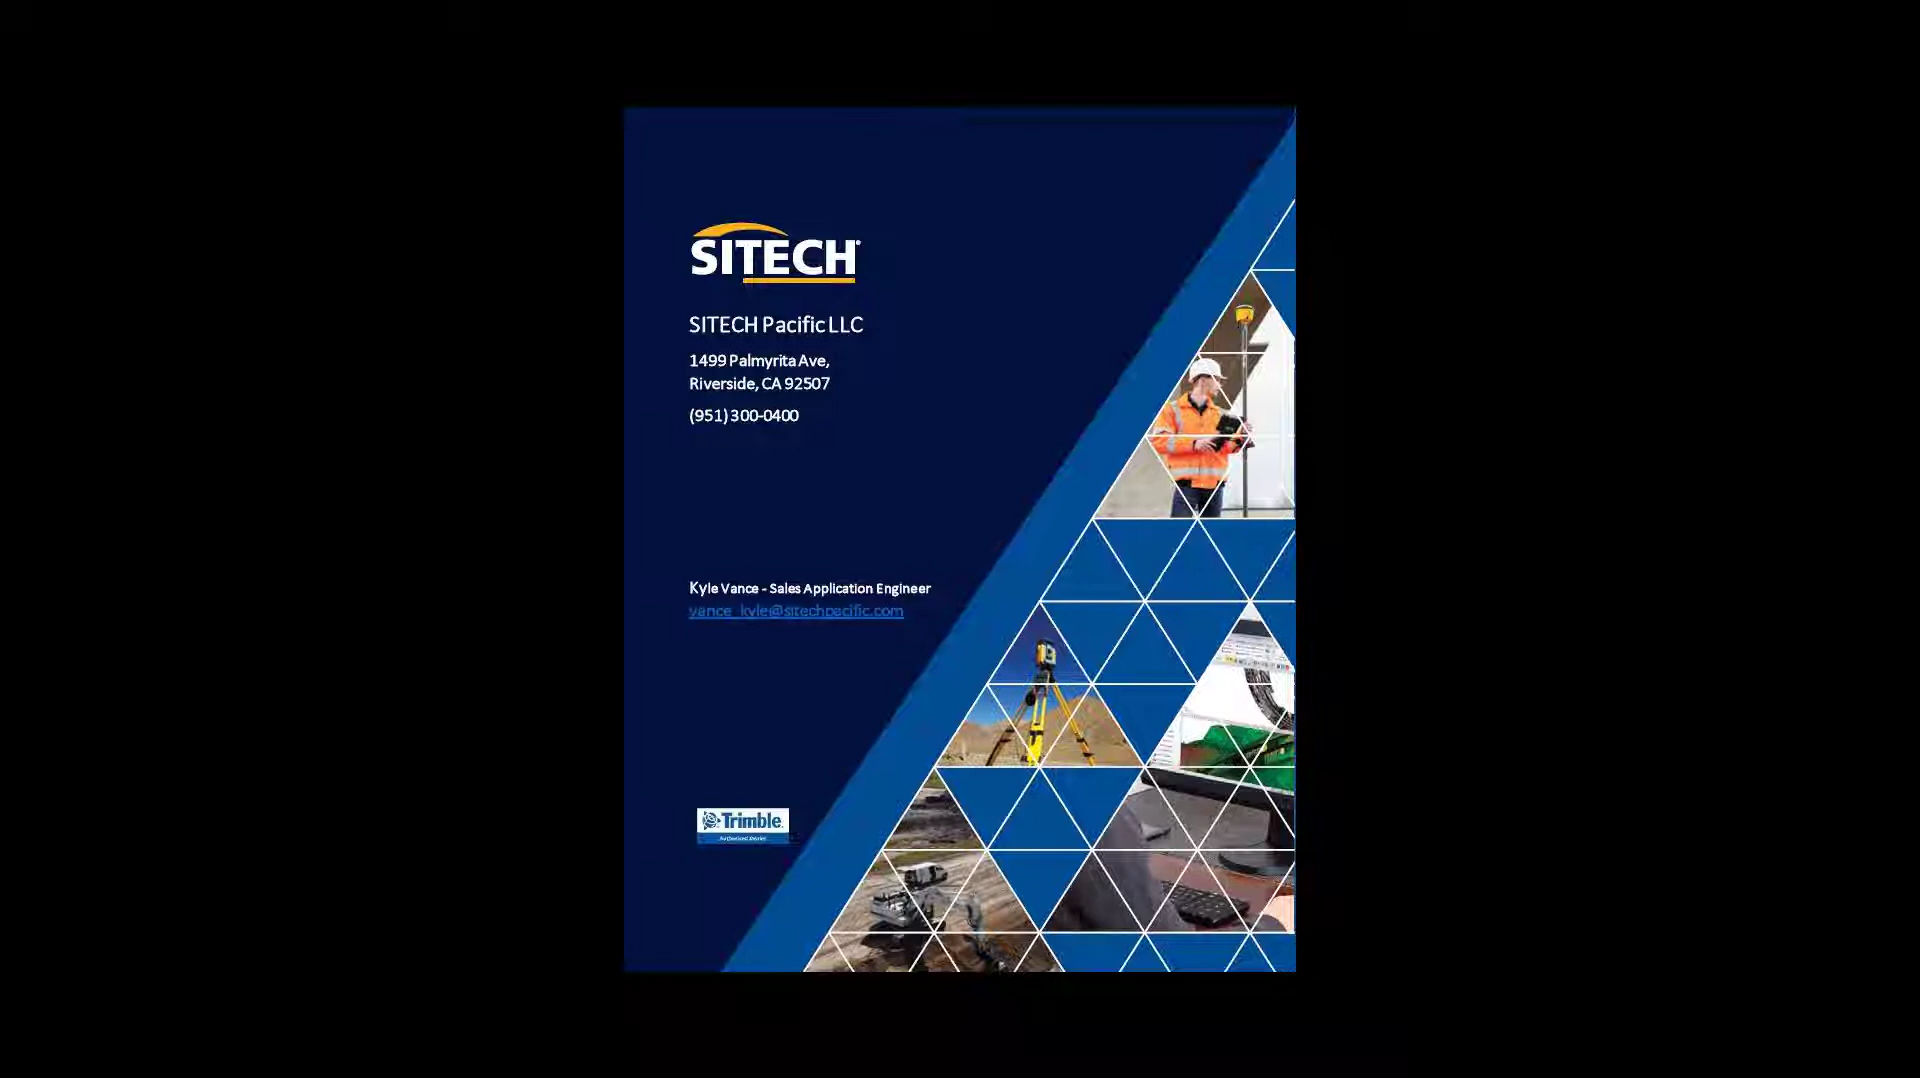 SITECH®
SITECH Pacific LLC
1499 Palmyrita Ave,
Riverside, CA 92507
(951) 300-0400
Kyle Vance - Sales Application Engineer
vance_kyle@sitechpacific.com
Trimble